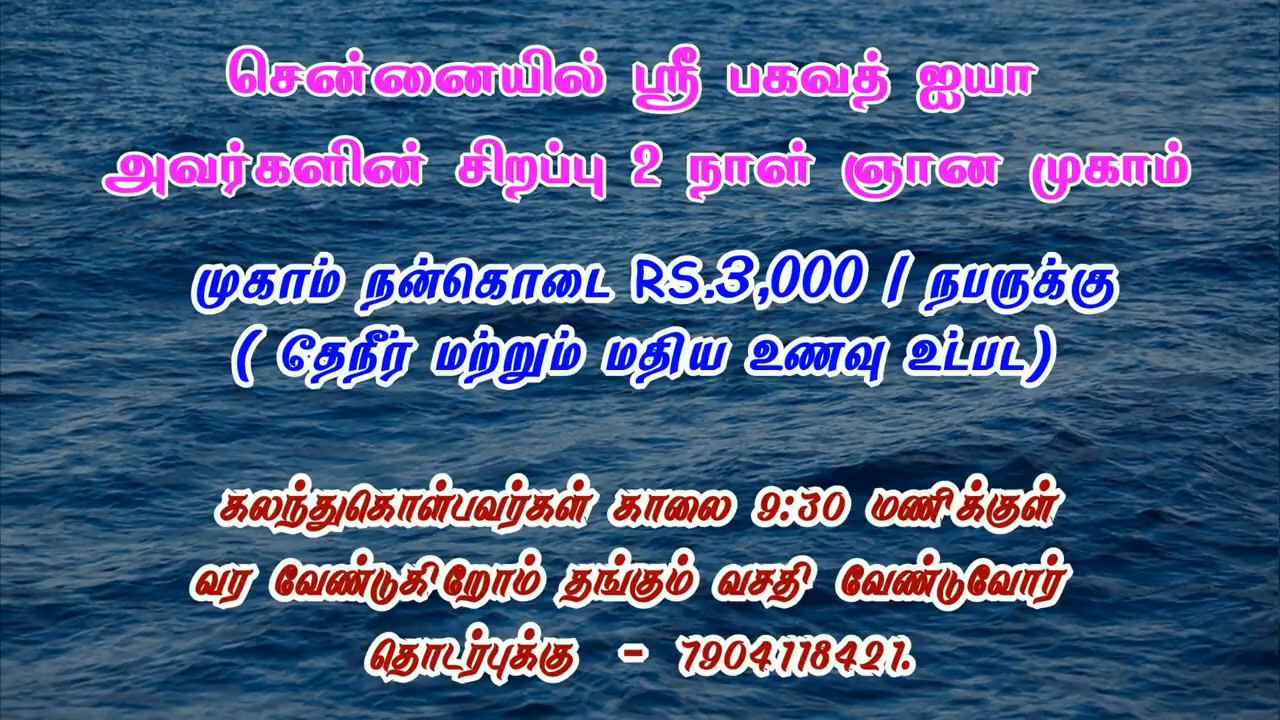 சென்னையில் ஸ்ரீ பகவத் ஐயா
அவர்களின் சிறப்பு 2 நாள் ஞான முகாம்
முகாம் நன்கொடை RS.3,000 / நபருக்கு
( தேநீர் மற்றும் மதிய உணவு உட்பட)
கலந்துகொள்பவர்கள் காலை 9:30 மணிக்குள்
வர வேண்டுகிறோம் தங்கும் வசதி வேண்டுவோர்
தொடர்புக்கு - 7904118421.